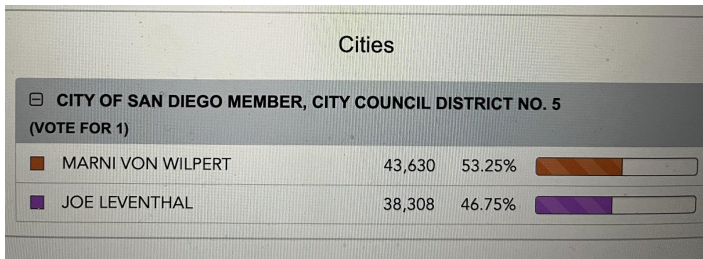 Cities
CITY OF SAN DIEGO MEMBER, CITY COUNCIL DISTRICT NO. 5
(VOTE FOR 1)
MARNI VON WILPERT 43,630 53.25%
JOE LEVENTHAL 38,308 46.75%